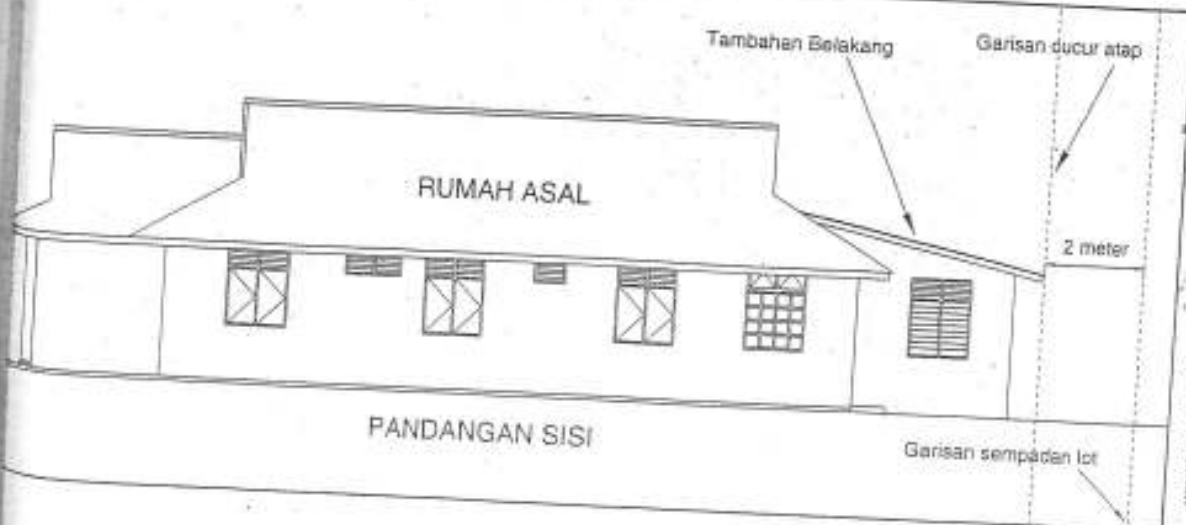 Tambahan Belakang
Garisan ducur atap
RUMAH ASAL
2 meter
PANDANGAN SISI
Garisan sempadan lot